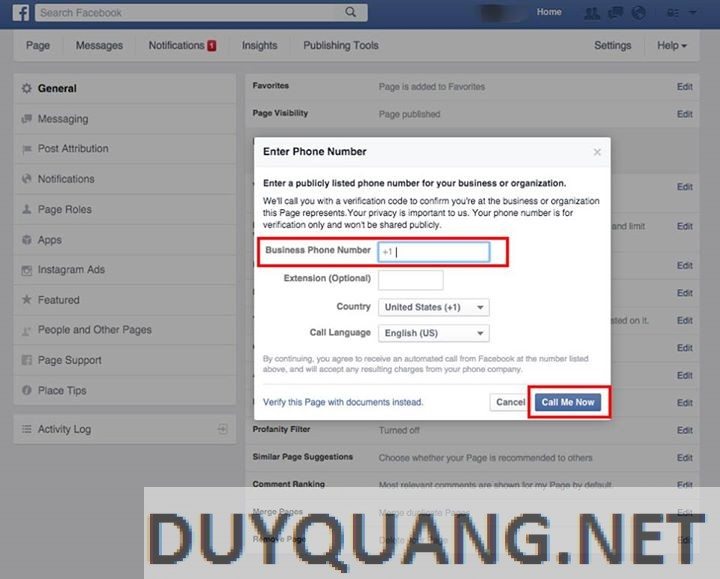 f Search Facebook Home
Page Messages Notifications 1 Insights Publishing Tools Settings Help
General
Messaging
Post Attribution
Notifications
Page Roles
Apps
Instagram Ads
Featured
People and Other Pages
Page Support
Place Tips
Activity Log
Favorites Page is added to Favorites Edit
Page Visibility Page published Edit
Enter Phone Number ×
Enter a publicly listed phone number for your business or organization.
We'll call you with a verification code to confirm you're at the business or organization
this Page represents.Your privacy is important to us. Your phone number is for
verification only and won't be shared publicly.
Business Phone Number +1
Extension (Optional)
Country United States (+1)
Call Language English (US)
By continuing, you agree to receive an automated call from Facebook at the number listed
above, and will accept any resulting charges from your phone company.
Verify this Page with documents instead. Cancel Call Me Now
Edit
and limit Edit
Edit
Edit
sted on it. Edit
Edit
Edit
Edit
Profanity Filter Turned off Edit
Similar Page Suggestions Choose whether your Page is recommended to others Edit
Comment Ranking Most relevant comments are shown for my Page by default. Edit
Merge Pages Merge duplicate Pages Edit
Remove Page Delete your Page Edit
DUYQUANG.NET